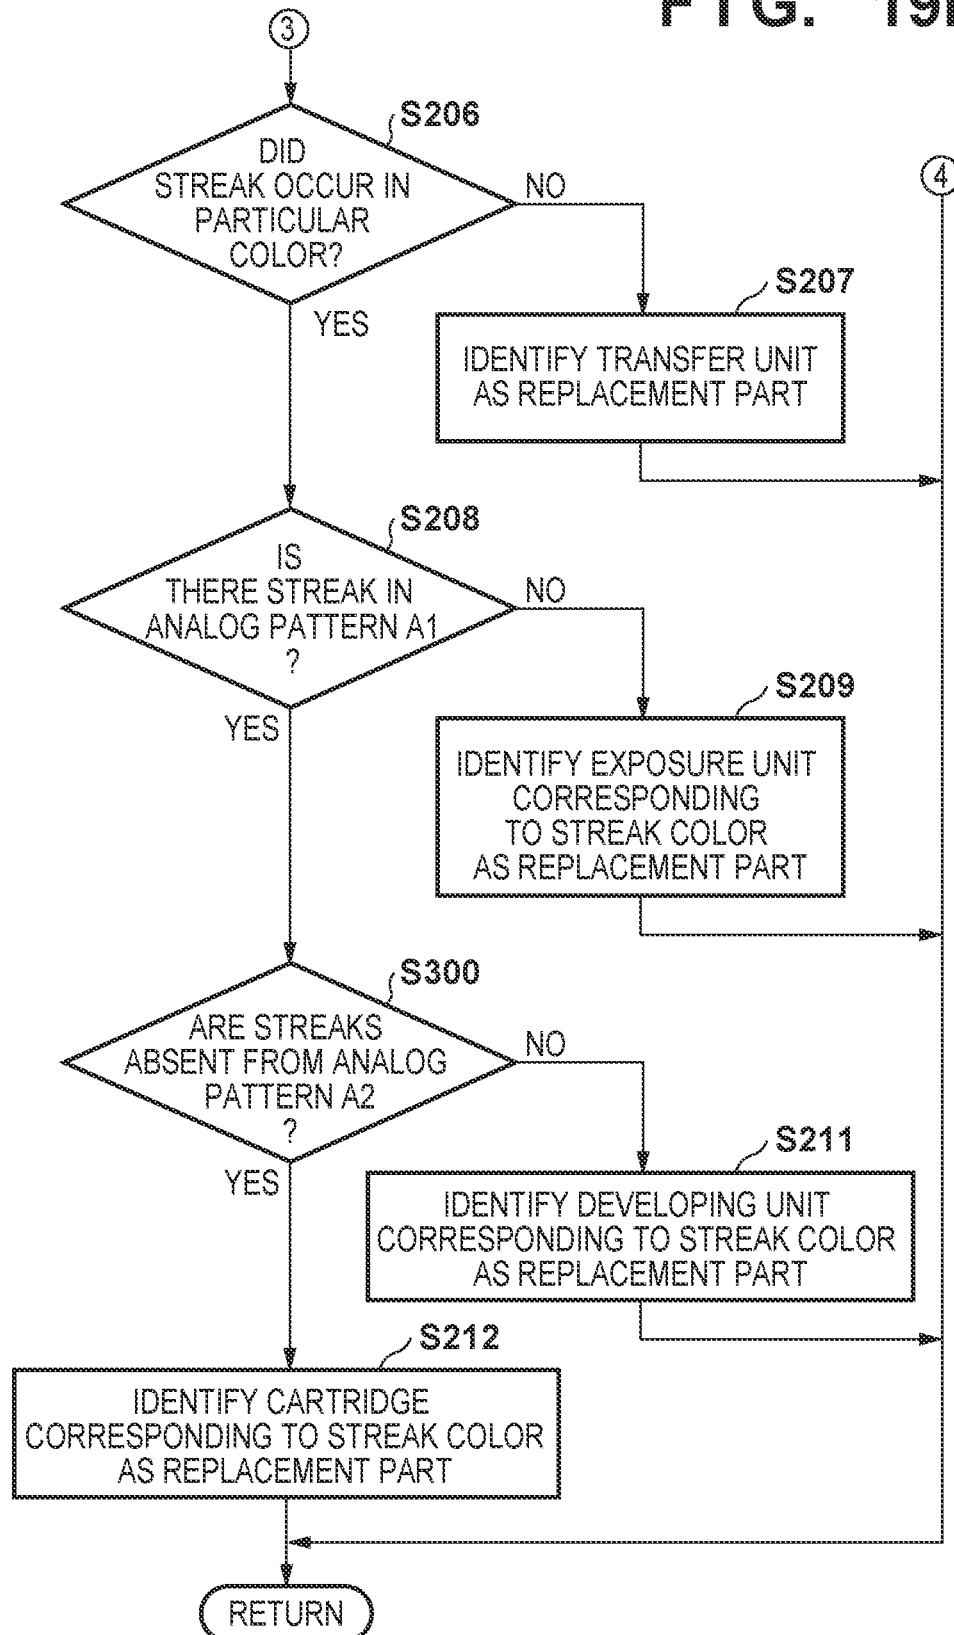 FIG. 19
3
S206
DID
STREAK OCCUR IN
PARTICULAR
COLOR?
NO
4
YES
S207
IDENTIFY TRANSFER UNIT
AS REPLACEMENT PART
S208
IS
THERE STREAK IN
ANALOG PATTERN A1
?
NO
YES
S209
IDENTIFY EXPOSURE UNIT
CORRESPONDING
TO STREAK COLOR
AS REPLACEMENT PART
S300
ARE STREAKS
ABSENT FROM ANALOG
PATTERN A2
?
NO
YES
S211
IDENTIFY DEVELOPING UNIT
CORRESPONDING TO STREAK COLOR
AS REPLACEMENT PART
S212
IDENTIFY CARTRIDGE
CORRESPONDING TO STREAK COLOR
AS REPLACEMENT PART
RETURN